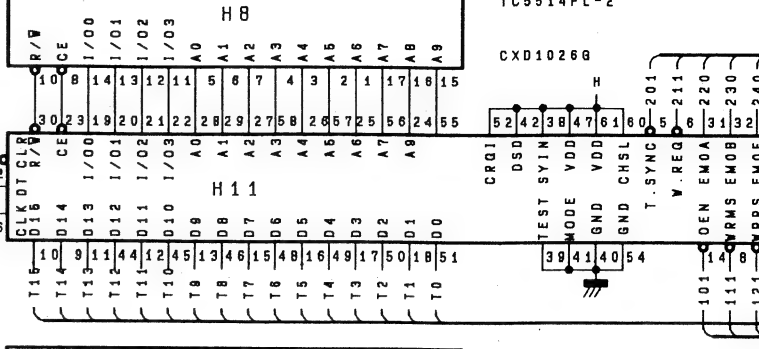 H8
TC5514PL-2
CXD1026G
R/W CE I/O0 I/O1 I/O2 I/O3 A0 A1 A2 A3 A4 A5 A6 A7 A8 A9
10 8 14 13 12 11 5 6 7 4 3 2 1 17 16 15
H
201 211 220 230 240
30 23 19 20 21 22 28 29 27 58 26 57 25 56 24 55
52 42 38 47 61 60 5 6 31 32
R/W CE I/O0 I/O1 I/O2 I/O3 A0 A1 A2 A3 A4 A5 A6 A7 A9
CLK DT CLR
CRQI DSD SYIN VDD VDD CHSL T.SYNC W.REQ EMOA EMOB
H11
D15 D14 D13 D12 D11 D10 D9 D8 D7 D6 D5 D4 D3 D2 D1 D0
TEST MODE GND GND OEN WRMS
10 9 11 44 12 45 13 46 15 48 16 49 17 50 18 51
39 41 40 54 14 8
T15 T14 T13 T12 T11 T10 T9 T8 T7 T6 T5 T4 T3 T2 T1 T0
101 111 121